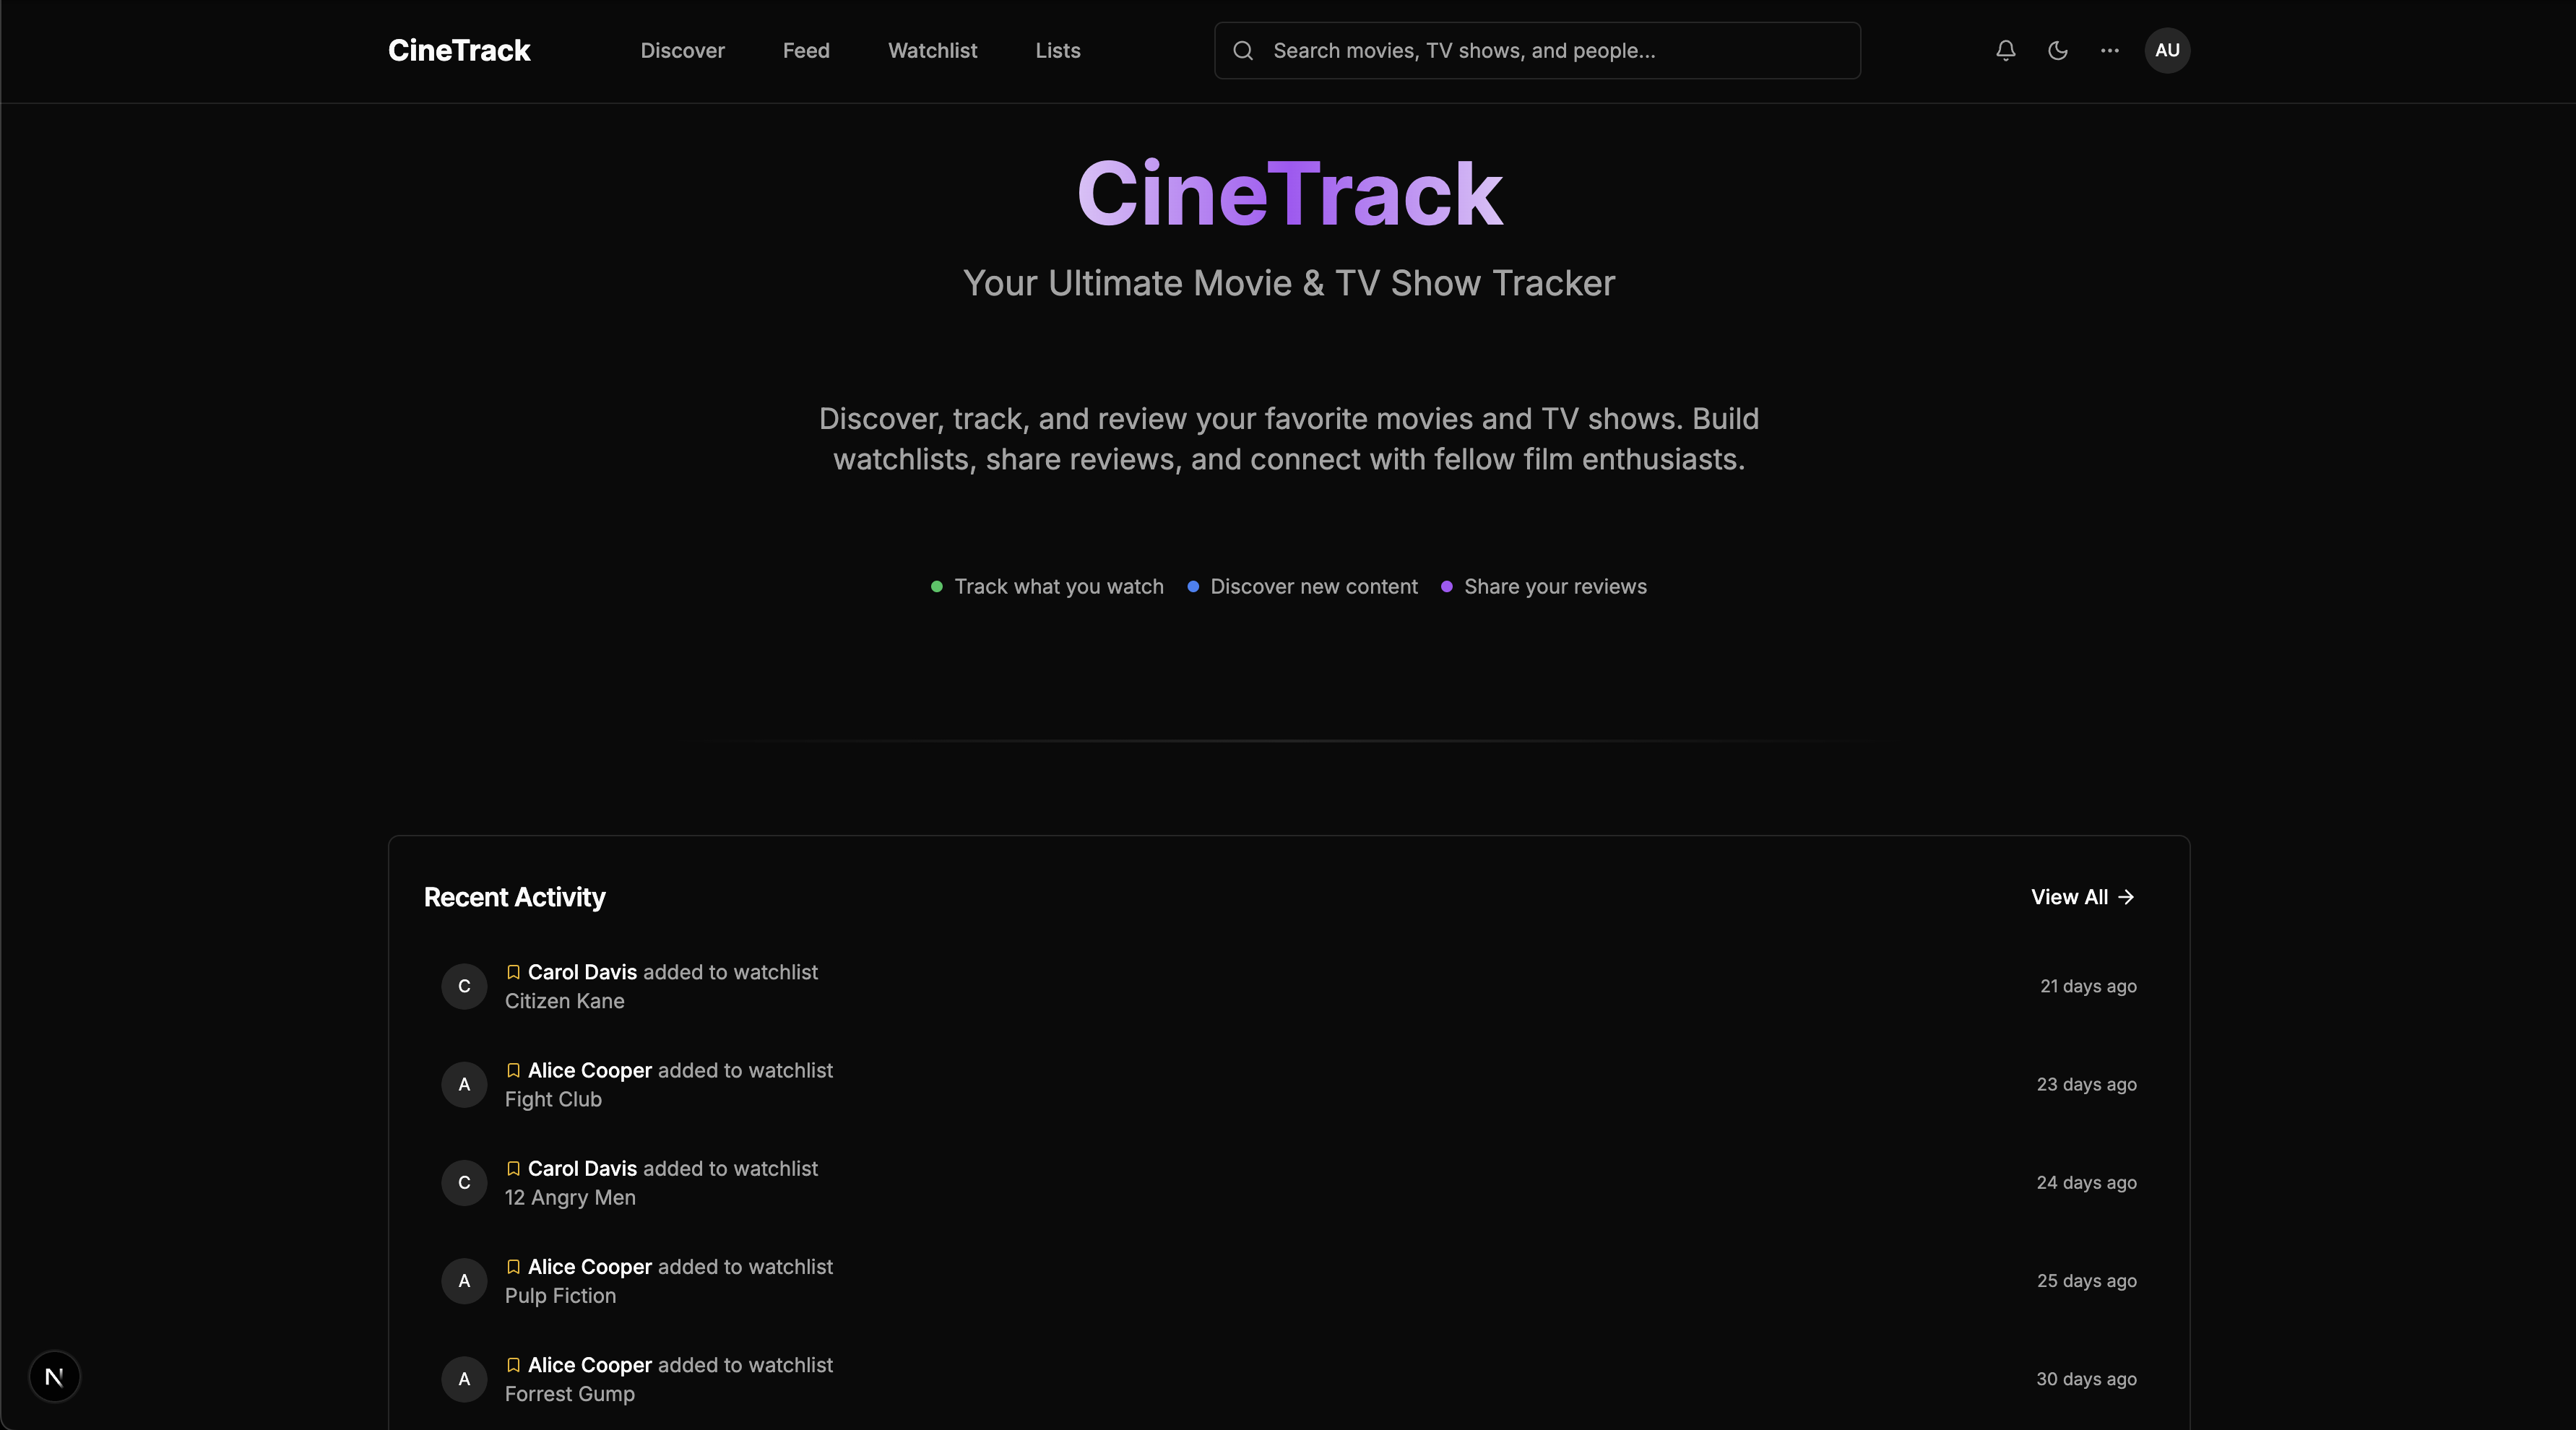 CineTrack
Discover
Feed
Watchlist
Lists
Search movies, TV shows, and people...
AU
CineTrack
Your Ultimate Movie & TV Show Tracker
Discover, track, and review your favorite movies and TV shows. Build
watchlists, share reviews, and connect with fellow film enthusiasts.
Track what you watch
Discover new content
Share your reviews
Recent Activity
View All →
C
Carol Davis added to watchlist
Citizen Kane
21 days ago
A
Alice Cooper added to watchlist
Fight Club
23 days ago
C
Carol Davis added to watchlist
12 Angry Men
24 days ago
A
Alice Cooper added to watchlist
Pulp Fiction
25 days ago
A
Alice Cooper added to watchlist
Forrest Gump
30 days ago
N